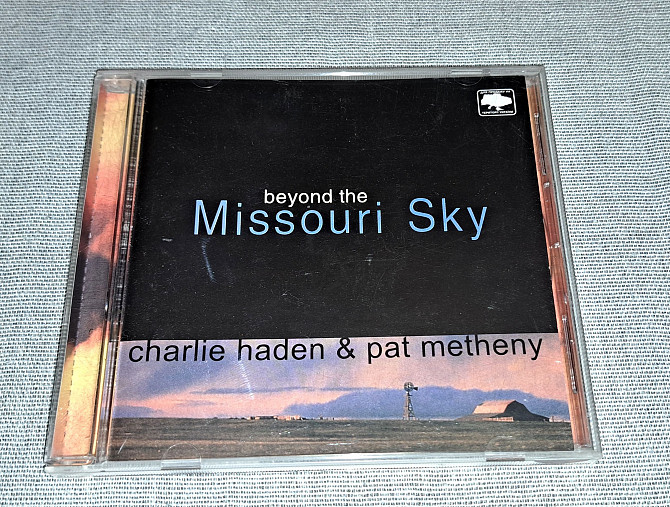 beyond the
Missouri Sky
charlie haden & pat metheny